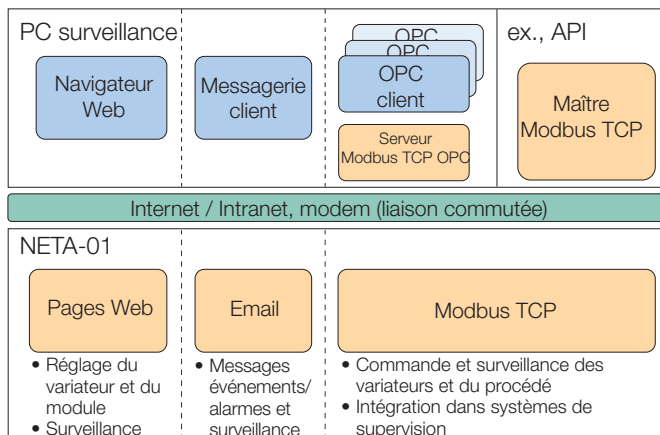 PC surveillance
ex., API
Navigateur
Web
Messagerie
client
OPC
OPC
OPC
client
Serveur
Modbus TCP OPC
Maître
Modbus TCP
Internet / Intranet, modem (liaison commutée)
NETA-01
Pages Web
Email
Modbus TCP
• Réglage du
variateur et du
module
• Surveillance
• Messages
événements/
alarmes et
surveillance
• Commande et surveillance des
variateurs et du procédé
• Intégration dans systèmes de
supervision